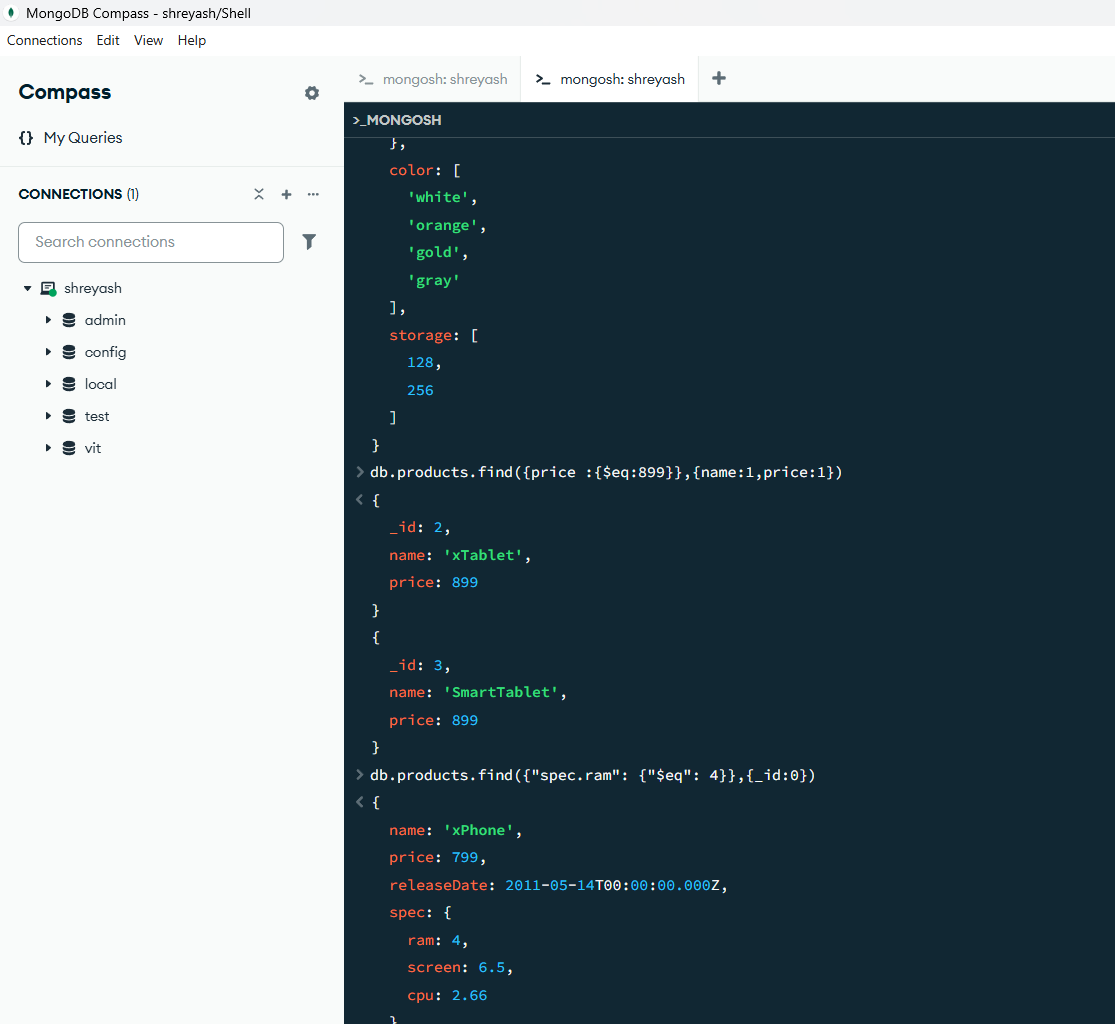 MongoDB Compass - shreyash/Shell
Connections Edit View Help
Compass
{} My Queries
CONNECTIONS (1)
Search connections
shreyash
admin
config
local
test
vit
>_ mongosh: shreyash
>_ mongosh: shreyash
>_MONGOSH
},
color: [
'white',
'orange',
'gold',
'gray'
],
storage: [
128,
256
]
}
> db.products.find({price :{$eq:899}},{name:1,price:1})
< {
_id: 2,
name: 'xTablet',
price: 899
}
{
_id: 3,
name: 'SmartTablet',
price: 899
}
> db.products.find({"spec.ram": {"$eq": 4}},{_id:0})
< {
name: 'xPhone',
price: 799,
releaseDate: 2011-05-14T00:00:00.000Z,
spec: {
ram: 4,
screen: 6.5,
cpu: 2.66
}